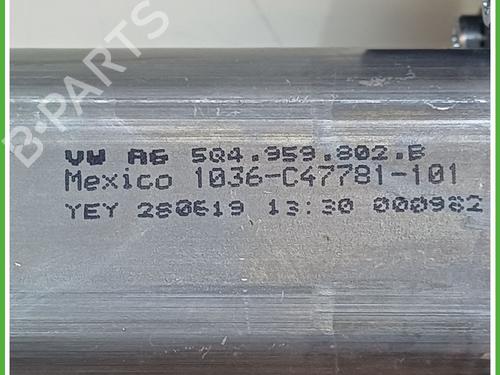 B-PARTS
VW AG 5Q4.959.802.B
Mexico 1036-C47781-101
YEY 280619 13:30 000982